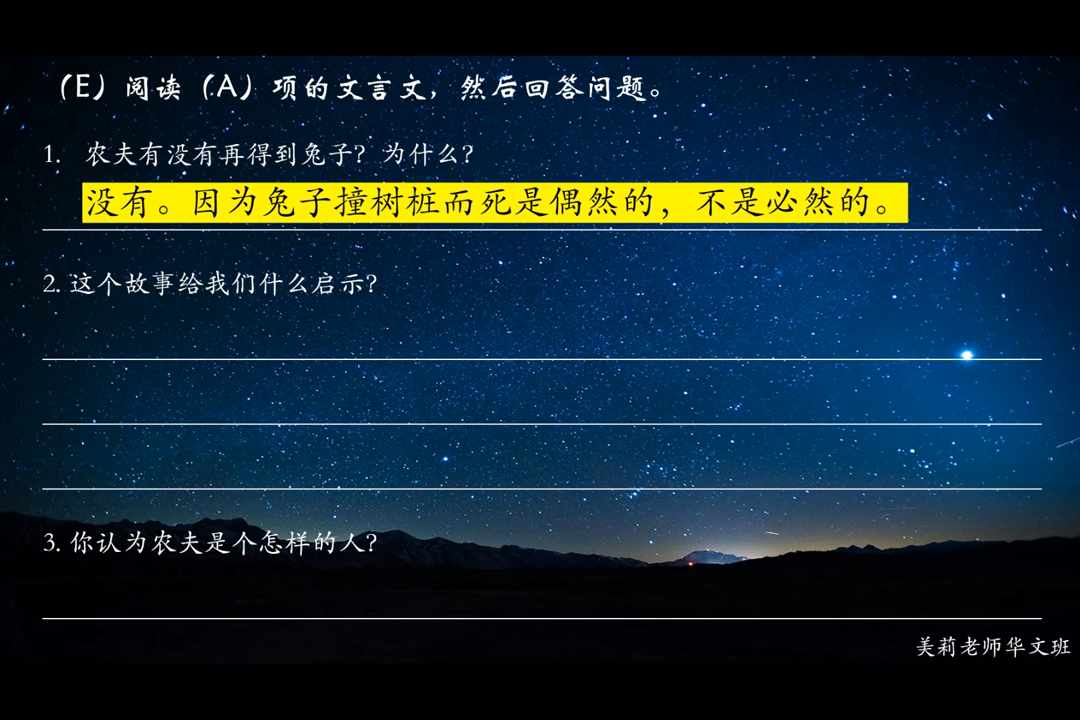 （E）阅读（A）项的文言文，然后回答问题。
1. 农夫有没有再得到兔子？为什么？
没有。因为兔子撞树桩而死是偶然的，不是必然的。
2. 这个故事给我们什么启示？
3. 你认为农夫是个怎样的人？
美莉老师华文班